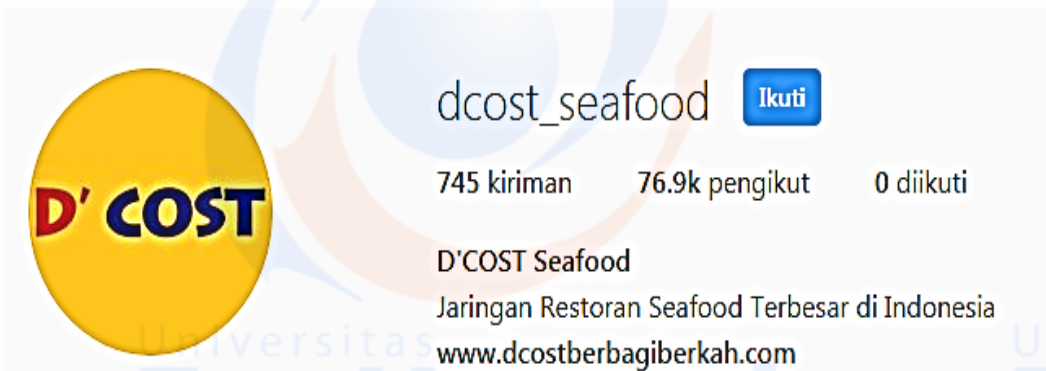 D' COST
dcost_seafood Ikuti
745 kiriman 76.9k pengikut 0 diikuti
D'COST Seafood
Jaringan Restoran Seafood Terbesar di Indonesia
www.dcostberbagiberkah.com
Universitas